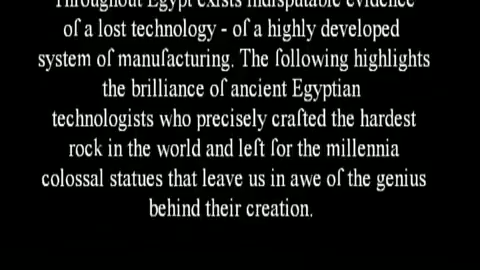 Throughout Egypt exists indisputable evidence
of a lost technology - of a highly developed
system of manufacturing. The following highlights
the brilliance of ancient Egyptian
technologists who precisely crafted the hardest
rock in the world and left for the millennia
colossal statues that leave us in awe of the genius
behind their creation.